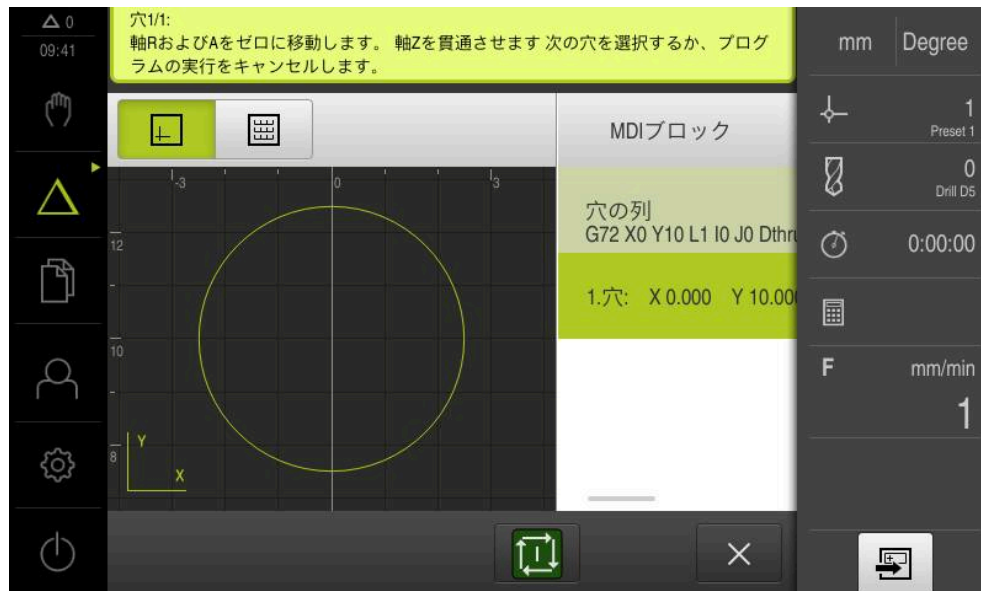 0
09:41
穴1/1:
軸RおよびAをゼロに移動します。 軸Zを貫通させます 次の穴を選択するか、プログ
ラムの実行をキャンセルします。
mm
Degree
1
Preset 1
0
Drill D5
0:00:00
F
mm/min
1
MDIブロック
穴の列
G72 X0 Y10 L1 I0 J0 Dthru
1.穴: X 0.000 Y 10.000
-3
0
3
12
10
8
Y
X